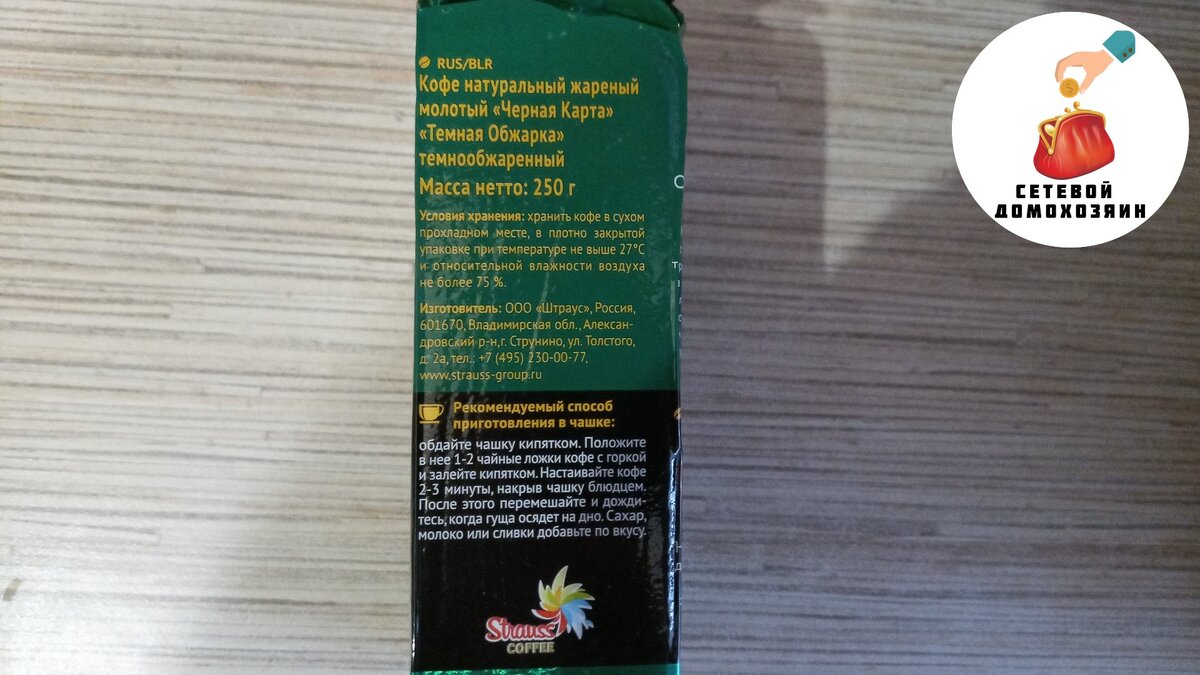 RUS/BLR
Кофе натуральный жареный
молотый «Черная Карта»
«Темная Обжарка»
темнообжаренный
Масса нетто: 250 г
Условия хранения: хранить кофе в сухом
прохладном месте, в плотно закрытой
упаковке при температуре не выше 27°С
и относительной влажности воздуха
не более 75 %.
Изготовитель: ООО «Штраус», Россия,
601670, Владимирская обл., Алексан-
дровский р-н,г. Струнино, ул. Толстого,
д. 2а, тел.: +7 (495) 230-00-77,
www.strauss-group.ru
Рекомендуемый способ
приготовления в чашке:
обдайте чашку кипятком. Положите
в нее 1-2 чайные ложки кофе с горкой
и залейте кипятком. Настаивайте кофе
2-3 минуты, накрыв чашку блюдцем.
После этого перемешайте и дожди-
тесь, когда гуща осядет на дно. Сахар,
молоко или сливки добавьте по вкусу.
Strauss
COFFEE
СЕТЕВОЙ
ДОМОХОЗЯИН